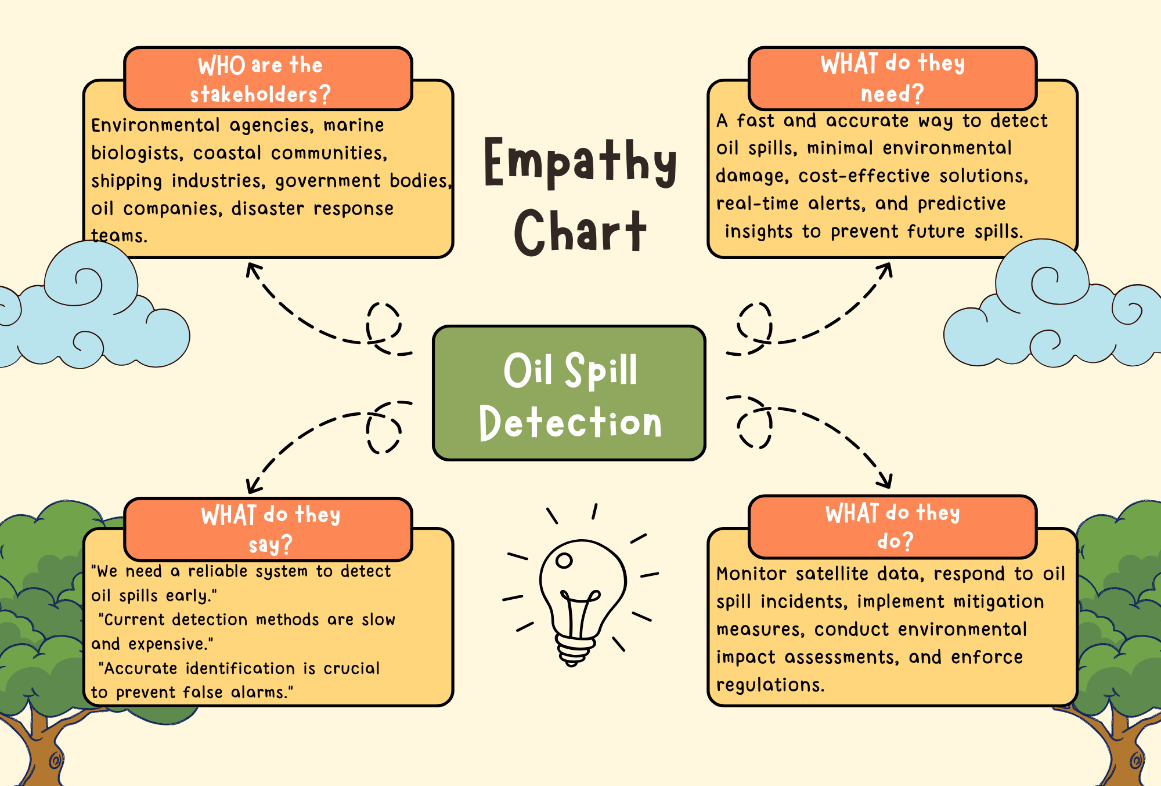 WHO are the
stakeholders?
Environmental agencies, marine
biologists, coastal communities,
shipping industries, government bodies,
oil companies, disaster response
teams.
Empathy
Chart
WHAT do they
need?
A fast and accurate way to detect
oil spills, minimal environmental
damage, cost-effective solutions,
real-time alerts, and predictive
insights to prevent future spills.
Oil Spill
Detection
WHAT do they
say?
"We need a reliable system to detect
oil spills early."
"Current detection methods are slow
and expensive."
"Accurate identification is crucial
to prevent false alarms."
WHAT do they
do?
Monitor satellite data, respond to oil
spill incidents, implement mitigation
measures, conduct environmental
impact assessments, and enforce
regulations.